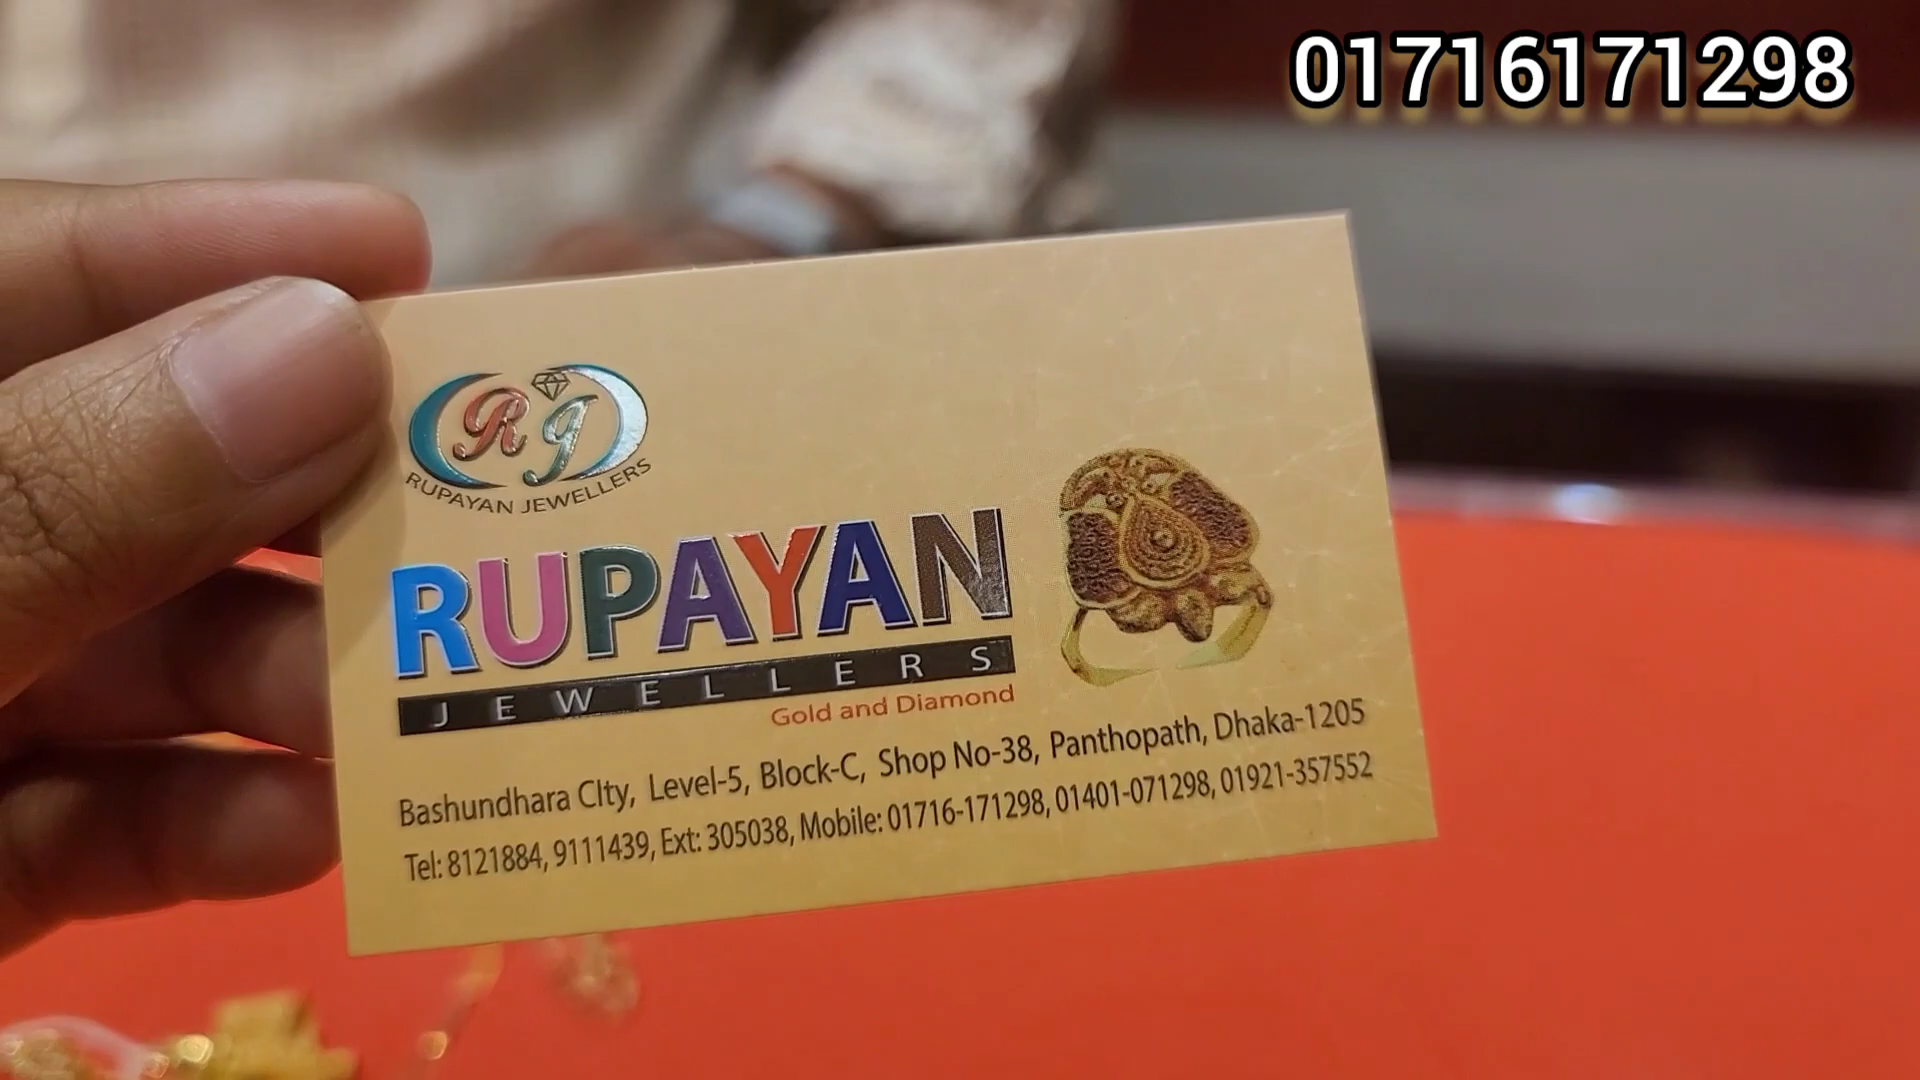 01716171298
RJ
RUPAYAN JEWELLERS
RUPAYAN
JEWELLERS
Gold and Diamond
Bashundhara CIty, Level-5, Block-C, Shop No-38, Panthopath, Dhaka-1205
Tel: 8121884, 9111439, Ext: 305038, Mobile: 01716-171298, 01401-071298, 01921-357552